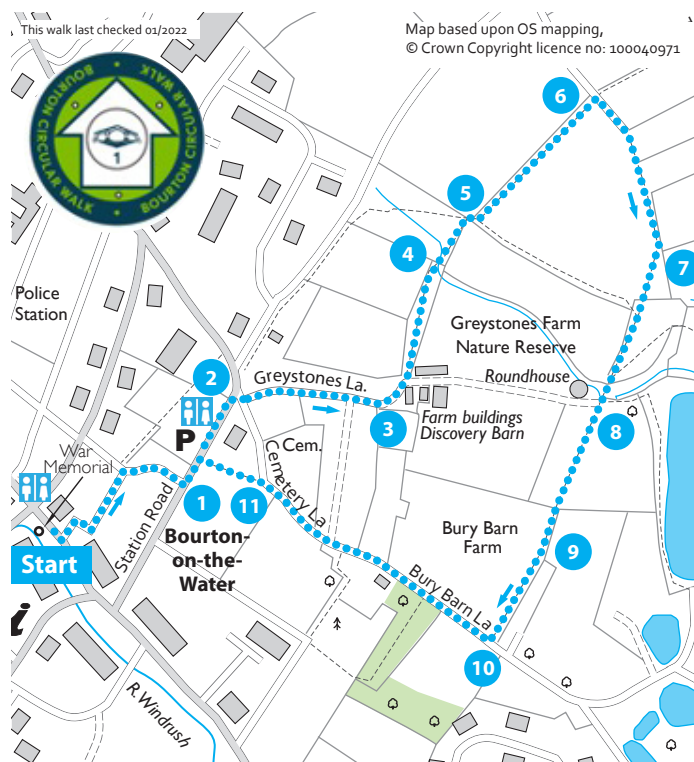 This walk last checked 01/2022
Map based upon OS mapping,
© Crown Copyright licence no: 100040971
BOURTON CIRCULAR WALK • BOURTON CIRCULAR WALK •
1
6
5
4
7
Police
Station
Greystones Farm
Nature Reserve
Roundhouse
2
Greystones La.
P
3
Farm buildings
Discovery Barn
8
War
Memorial
Cem.
Cemetery La
1
11
Station Road
Bourton-
on-the-
Water
Start
Bury Barn
Farm
9
Bury Barn La
i
10
R. Windrush